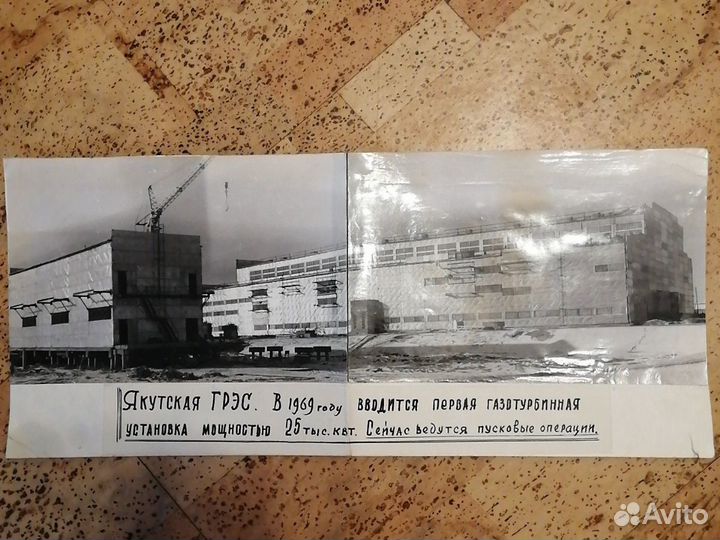 Якутская ГРЭС. В 1969 году вводится первая газотурбинная
установка мощностью 25 тыс. квт. Сейчас ведутся пусковые операции.
Avito